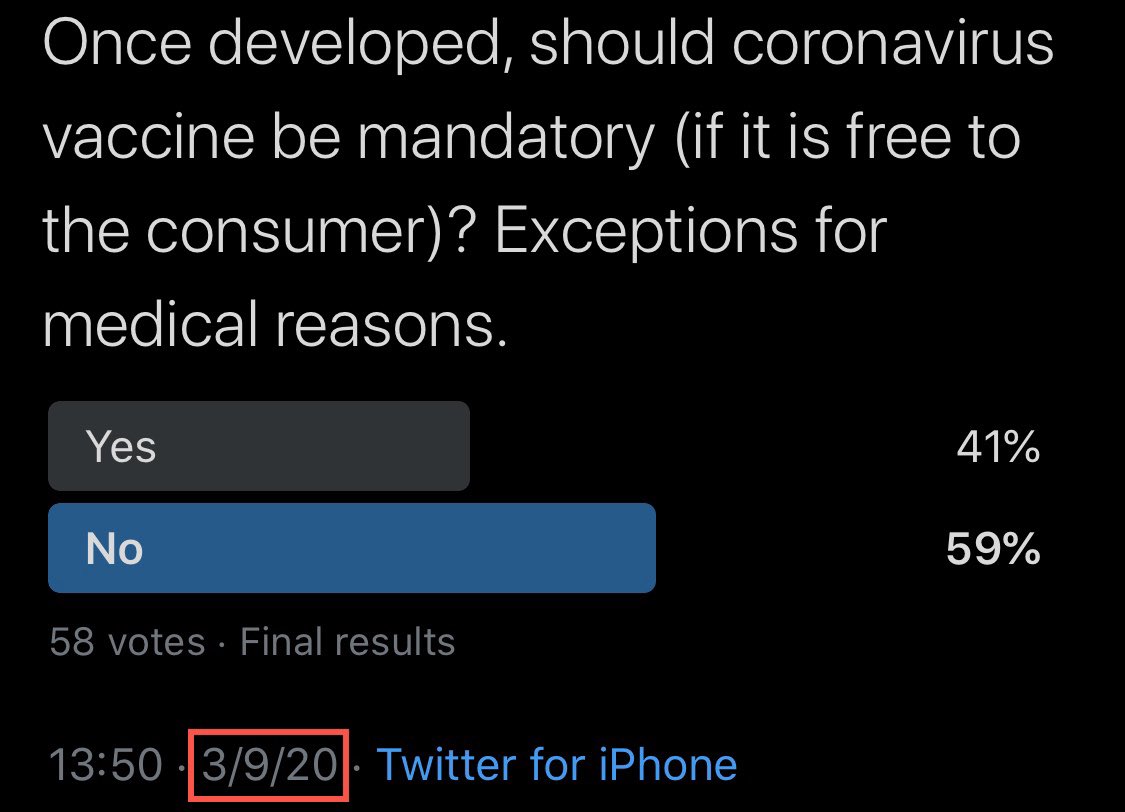 Once developed, should coronavirus
vaccine be mandatory (if it is free to
the consumer)? Exceptions for
medical reasons.
Yes 41%
No 59%
58 votes · Final results
13:50 · 3/9/20 · Twitter for iPhone